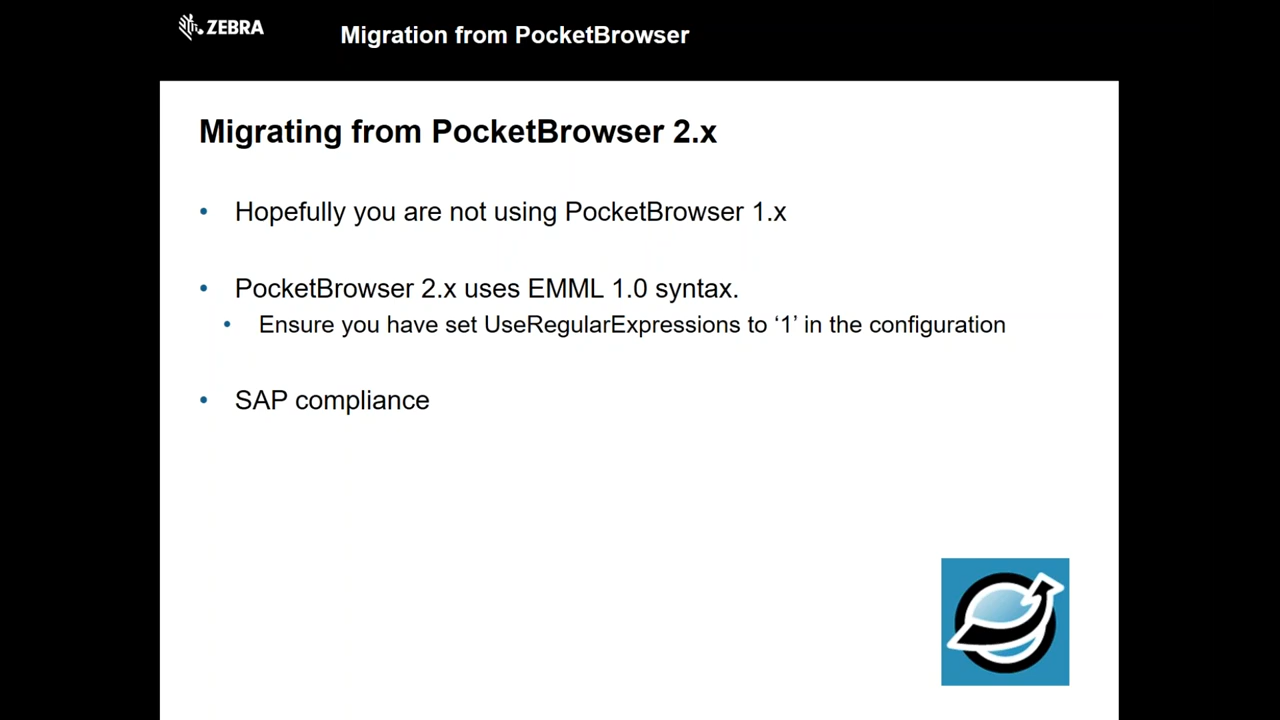 ZEBRA
Migration from PocketBrowser
Migrating from PocketBrowser 2.x
• Hopefully you are not using PocketBrowser 1.x
• PocketBrowser 2.x uses EMML 1.0 syntax.
• Ensure you have set UseRegularExpressions to ‘1’ in the configuration
• SAP compliance